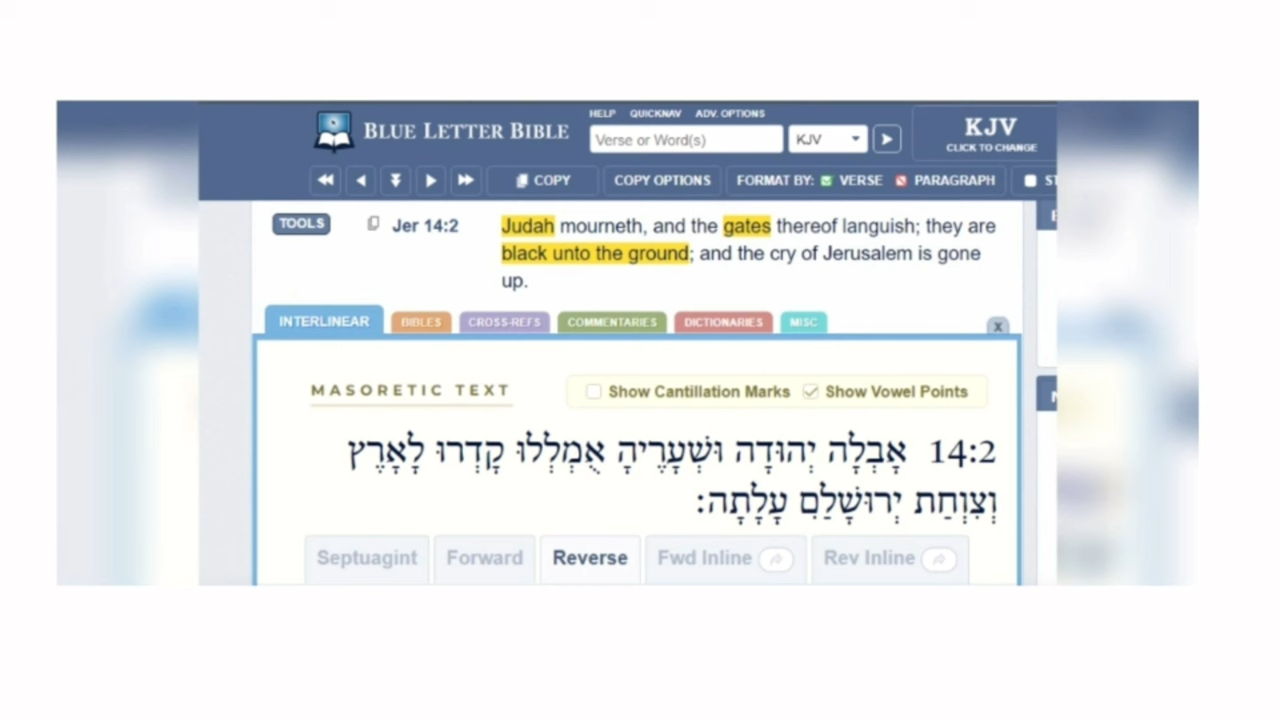 HELP QUICKNAV ADV. OPTIONS
BLUE LETTER BIBLE
Verse or Word(s) KJV
KJV
CLICK TO CHANGE
COPY COPY OPTIONS FORMAT BY: VERSE PARAGRAPH
TOOLS Jer 14:2 Judah mourneth, and the gates thereof languish; they are
black unto the ground; and the cry of Jerusalem is gone
up.
INTERLINEAR BIBLES CROSS-REFS COMMENTARIES DICTIONARIES MISC X
MASORETIC TEXT Show Cantillation Marks Show Vowel Points
14:2 אָבְלָה יְהוּדָה וּשְׁעָרֶיהָ אֻמְלְלוּ קָדְרוּ לָאָרֶץ
וְצִוְחַת יְרוּשָׁלִַם עָלָתָה׃
Septuagint Forward Reverse Fwd Inline Rev Inline